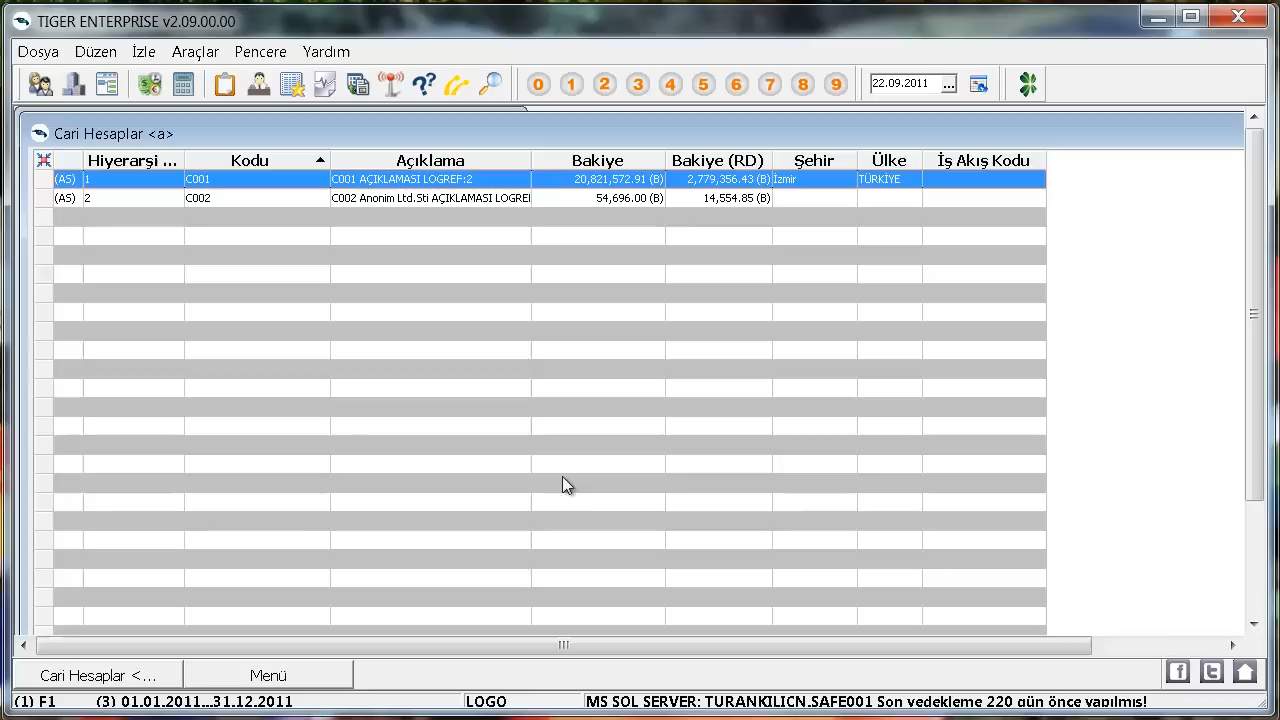 TIGER ENTERPRISE v2.09.00.00
Dosya Düzen İzle Araçlar Pencere Yardım
0 1 2 3 4 5 6 7 8 9 22.09.2011 ...
Cari Hesaplar <a>
Hiyerarşi ... Kodu Açıklama Bakiye Bakiye (RD) Şehir Ülke İş Akış Kodu
(AS) 1 C001 C001 AÇIKLAMASI LOGREF:2 20,821,572.91 (B) 2,779,356.43 (B) İzmir TÜRKİYE
(AS) 2 C002 C002 Anonim Ltd.Sti AÇIKLAMASI LOGREI 54,696.00 (B) 14,554.85 (B)
Cari Hesaplar <... Menü
(1) F1 (3) 01.01.2011...31.12.2011 LOGO MS SQL SERVER: TURANKILICN.SAFE001 Son yedekleme 220 gün önce yapılmış!